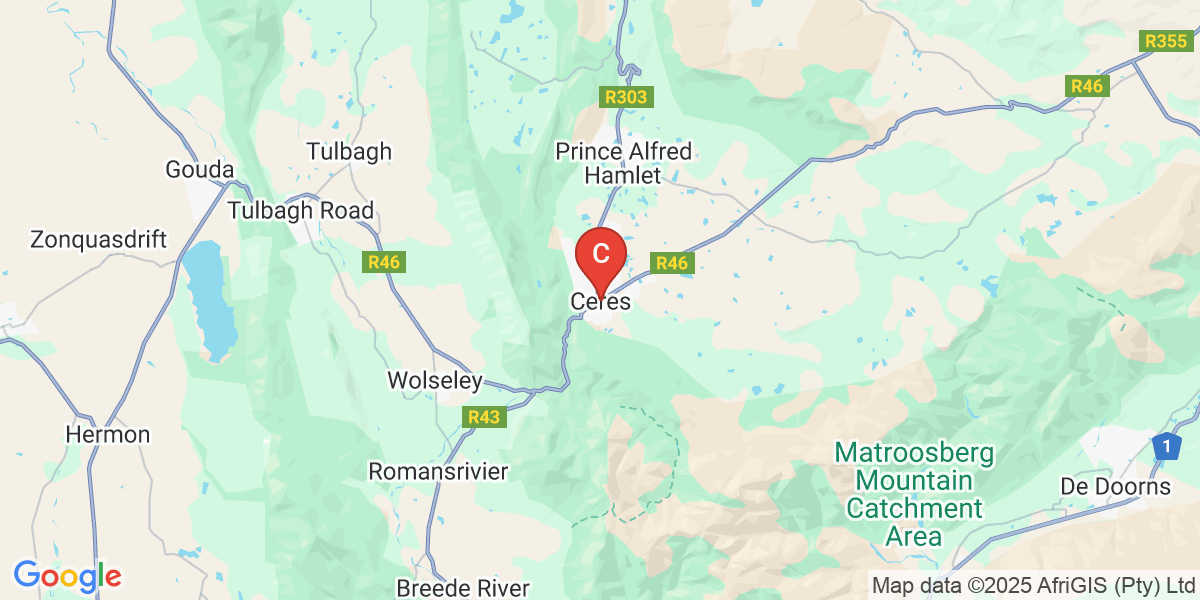 R355
R46
R303
Tulbagh
Prince Alfred
Hamlet
Gouda
Tulbagh Road
Zonquasdrift
C
R46
R46
Ceres
Wolseley
R43
Hermon
Romansrivier
Matroosberg
Mountain
Catchment
Area
1
De Doorns
Google
Breede River
Map data ©2025 AfriGIS (Pty) Ltd